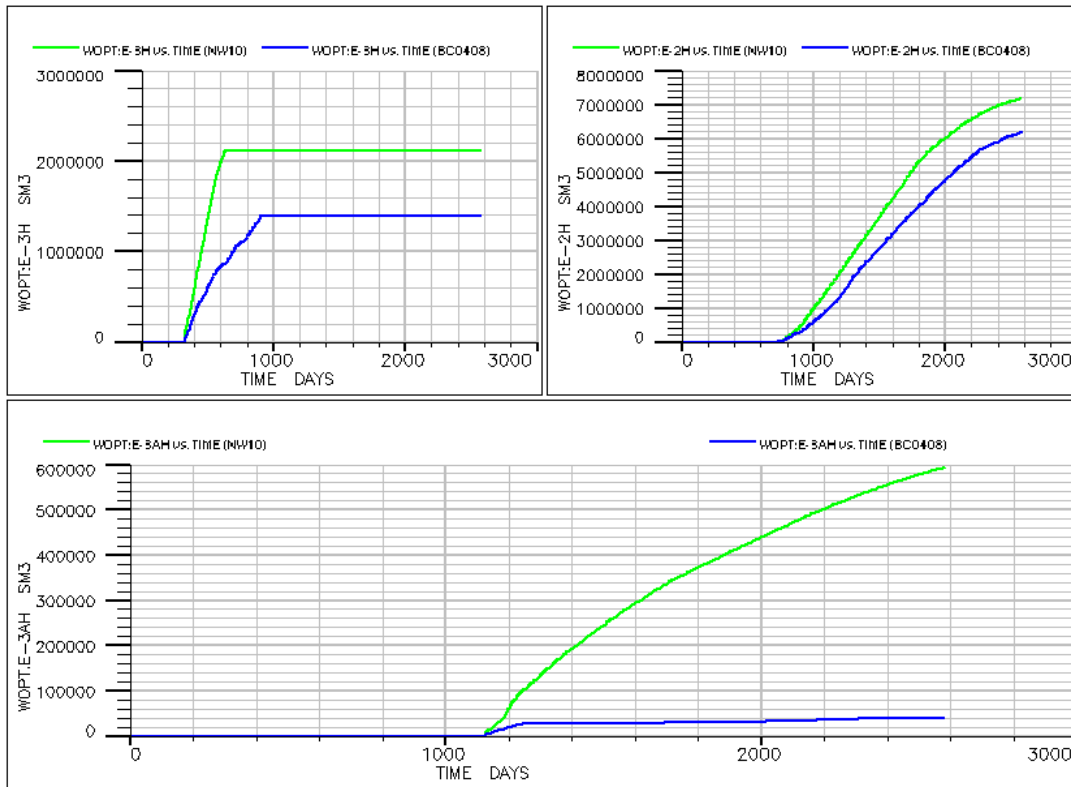 WOPT:E-3H vs. TIME (NW10) WOPT:E-3H vs. TIME (BC0408)
3000000
2000000
1000000
0
WOPT:E-3H SM3
0 1000 2000 3000
TIME DAYS
WOPT:E-2H vs. TIME (NW10) WOPT:E-2H vs. TIME (BC0408)
8000000
7000000
6000000
5000000
4000000
3000000
2000000
1000000
0
WOPT:E-2H SM3
0 1000 2000 3000
TIME DAYS
WOPT:E-3AH vs. TIME (NW10) WOPT:E-3AH vs. TIME (BC0408)
600000
500000
400000
300000
200000
100000
0
WOPT:E-3AH SM3
0 1000 2000 3000
TIME DAYS